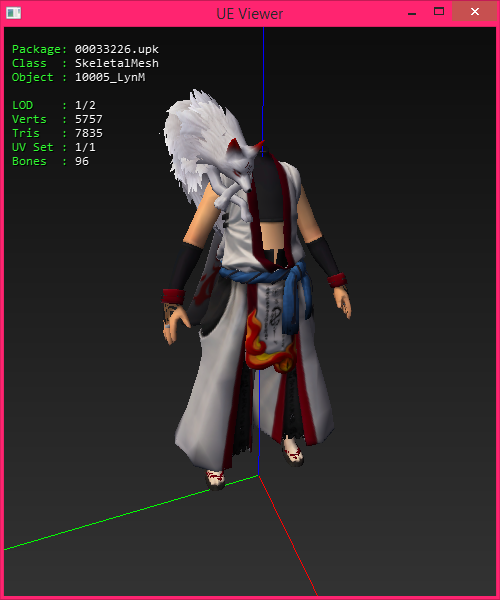 UE Viewer
Package: 00033226.upk
Class : SkeletalMesh
Object : 10005_LynM
LOD : 1/2
Verts : 5757
Tris : 7835
UV Set : 1/1
Bones : 96